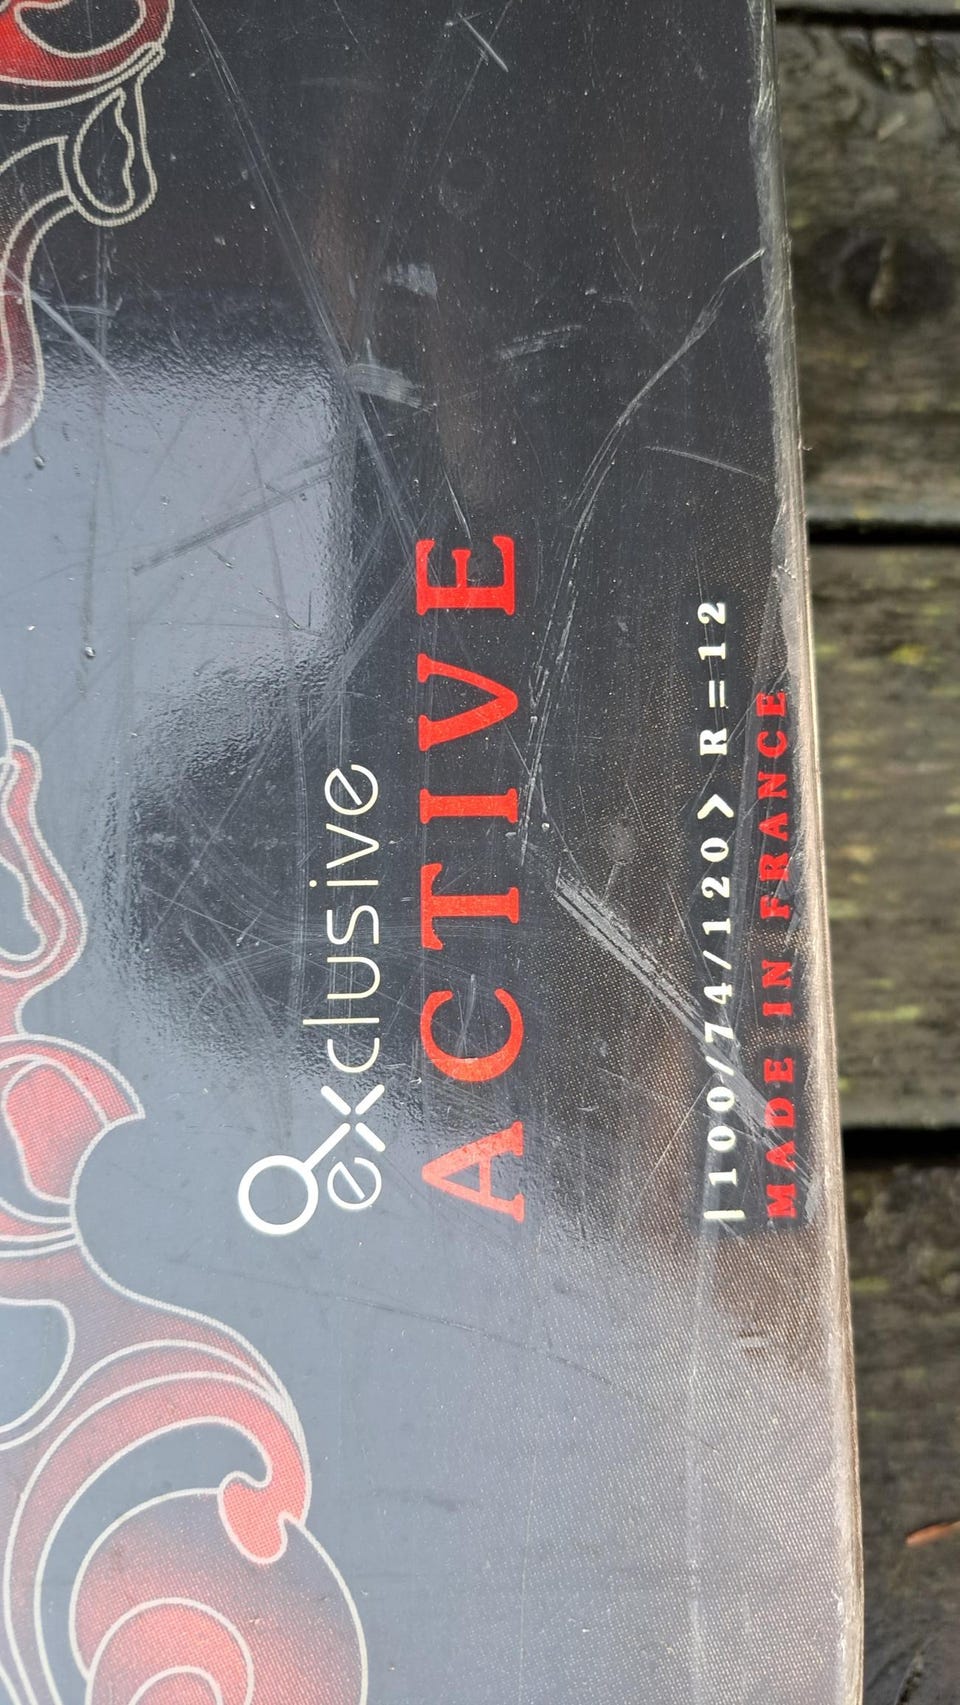 exclusive
ACTIVE
|100/74/120> R=12
MADE IN FRANCE